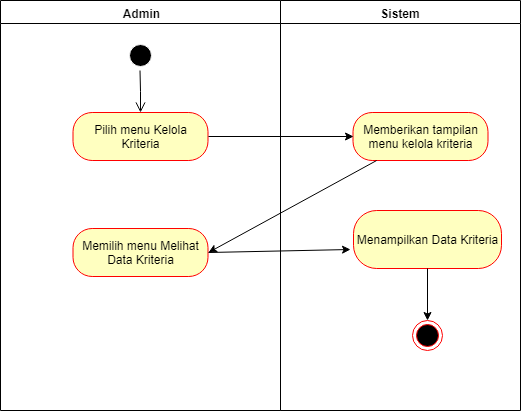 Admin
Sistem
Pilih menu Kelola
Kriteria
Memberikan tampilan
menu kelola kriteria
Memilih menu Melihat
Data Kriteria
Menampilkan Data Kriteria